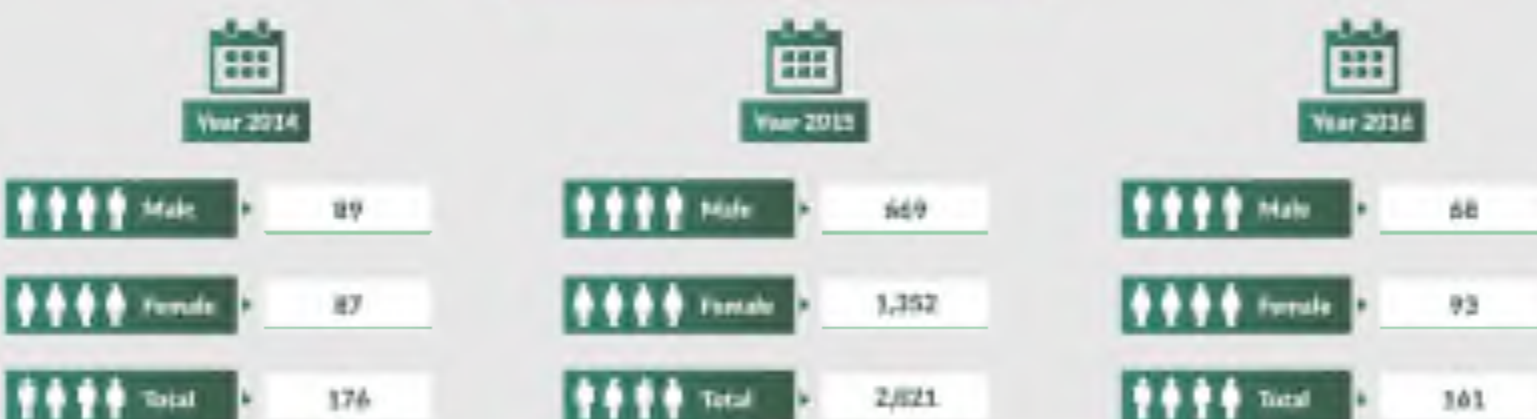 Year 2014 Year 2015 Year 2016
Male 89 Male 669 Male 68
Female 87 Female 1,352 Female 93
Total 176 Total 2,021 Total 161